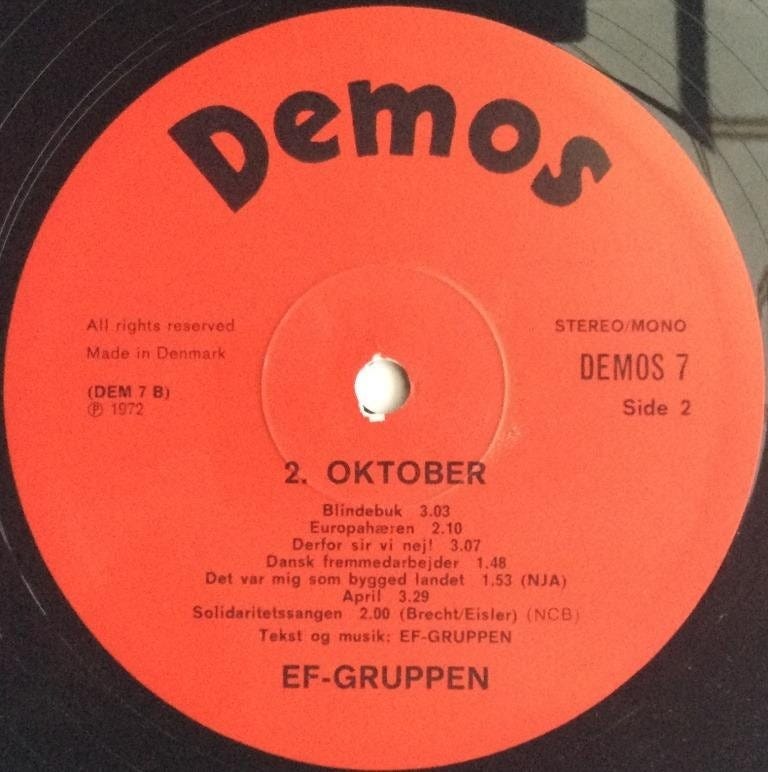 Demos
All rights reserved
Made in Denmark
(DEM 7 B)
℗ 1972
STEREO/MONO
DEMOS 7
Side 2
2. OKTOBER
Blindebuk 3.03
Europahæren 2.10
Derfor sir vi nej! 3.07
Dansk fremmedarbejder 1.48
Det var mig som bygged landet 1.53 (NJA)
April 3.29
Solidaritetssangen 2.00 (Brecht/Eisler) (NCB)
Tekst og musik: EF-GRUPPEN
EF-GRUPPEN